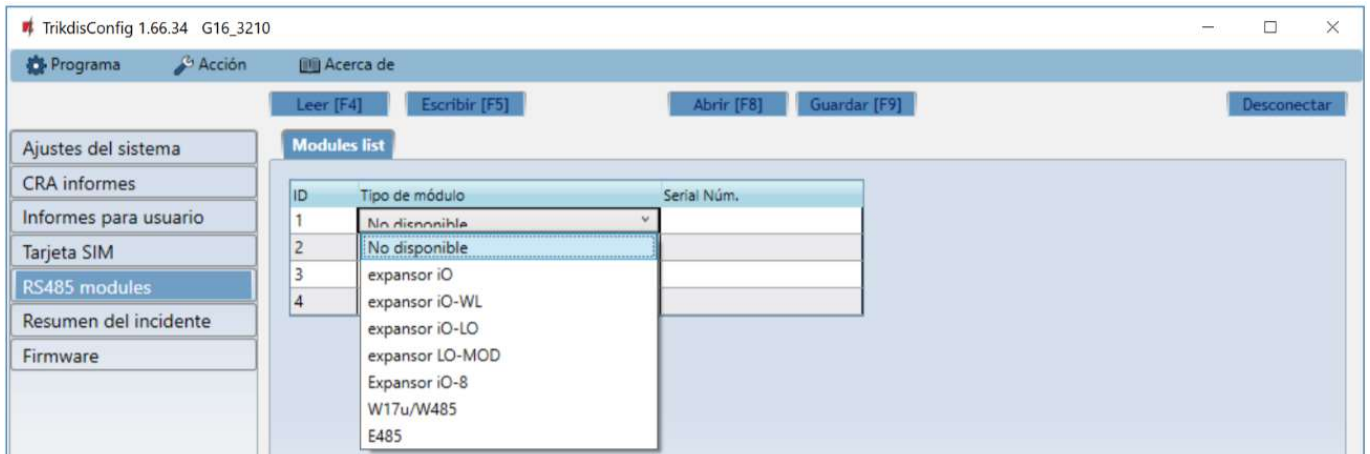 TrikdisConfig 1.66.34 G16_3210
Programa Acción Acerca de
Leer [F4] Escribir [F5] Abrir [F8] Guardar [F9] Desconectar
Ajustes del sistema
CRA informes
Informes para usuario
Tarjeta SIM
RS485 modules
Resumen del incidente
Firmware
Modules list
ID Tipo de módulo Serial Núm.
1 No disponible
2 No disponible
3 expansor iO
4 expansor iO-WL
expansor iO-LO
expansor LO-MOD
Expansor iO-8
W17u/W485
E485